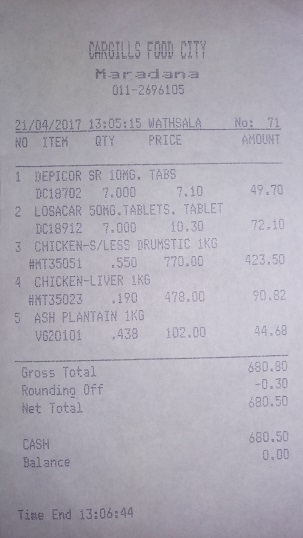 CARGILLS FOOD CITY
Maradana
011-2696105
21/04/2017 13:05:15 WATHSALA No: 71
NO ITEM QTY PRICE AMOUNT
1 DEPICOR SR 10MG. TABS
DC18702 7.000 7.10 49.70
2 LOSACAR 50MG.TABLETS. TABLET
DC18912 7.000 10.30 72.10
3 CHICKEN-S/LESS DRUMSTIC 1KG
#MT35051 .550 770.00 423.50
4 CHICKEN-LIVER 1KG
#MT35023 .190 478.00 90.82
5 ASH PLANTAIN 1KG
VG20101 .438 102.00 44.68
Gross Total 680.80
Rounding Off -0.30
Net Total 680.50
CASH 680.50
Balance 0.00
Time End 13:06:44